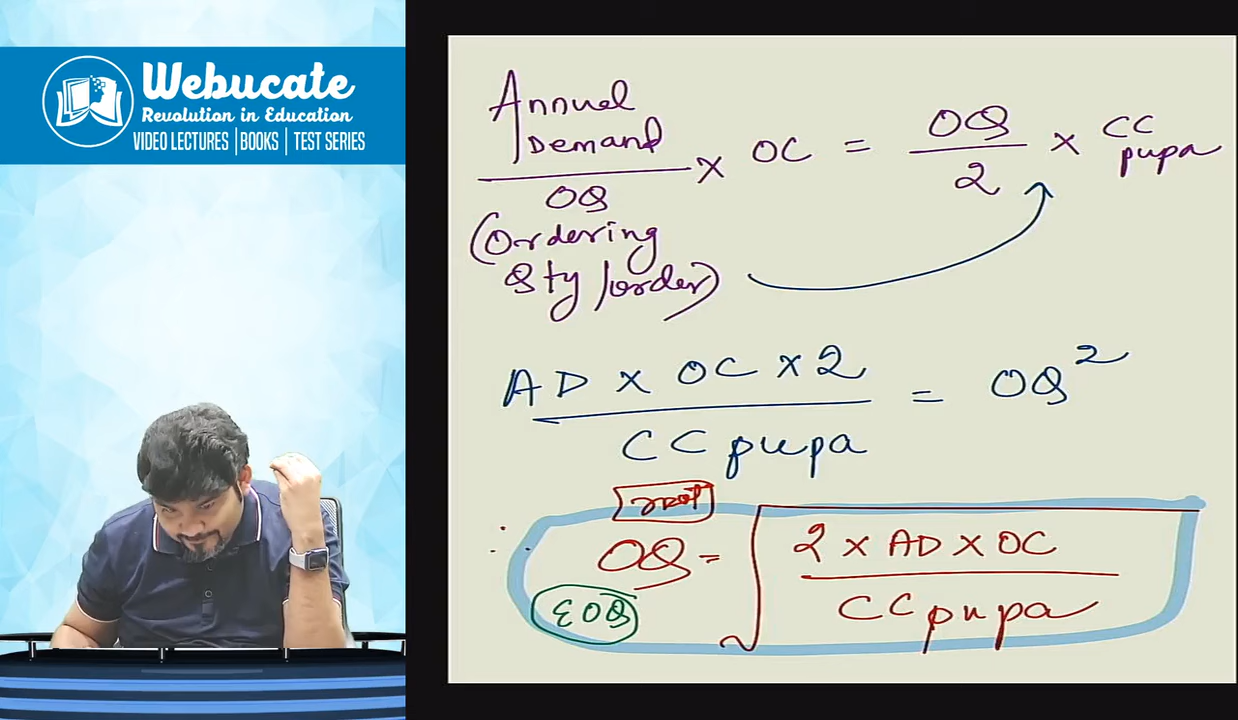 Webucate
Revolution in Education
VIDEO LECTURES | BOOKS | TEST SERIES
Annual
Demand
OQ
× OC = OQ / 2 × CC pupa
(Ordering
Qty/order)
AD × OC × 2 / CC pupa = OQ²
∴ OQ = √ 2 × AD × OC / CC pupa
EOQ